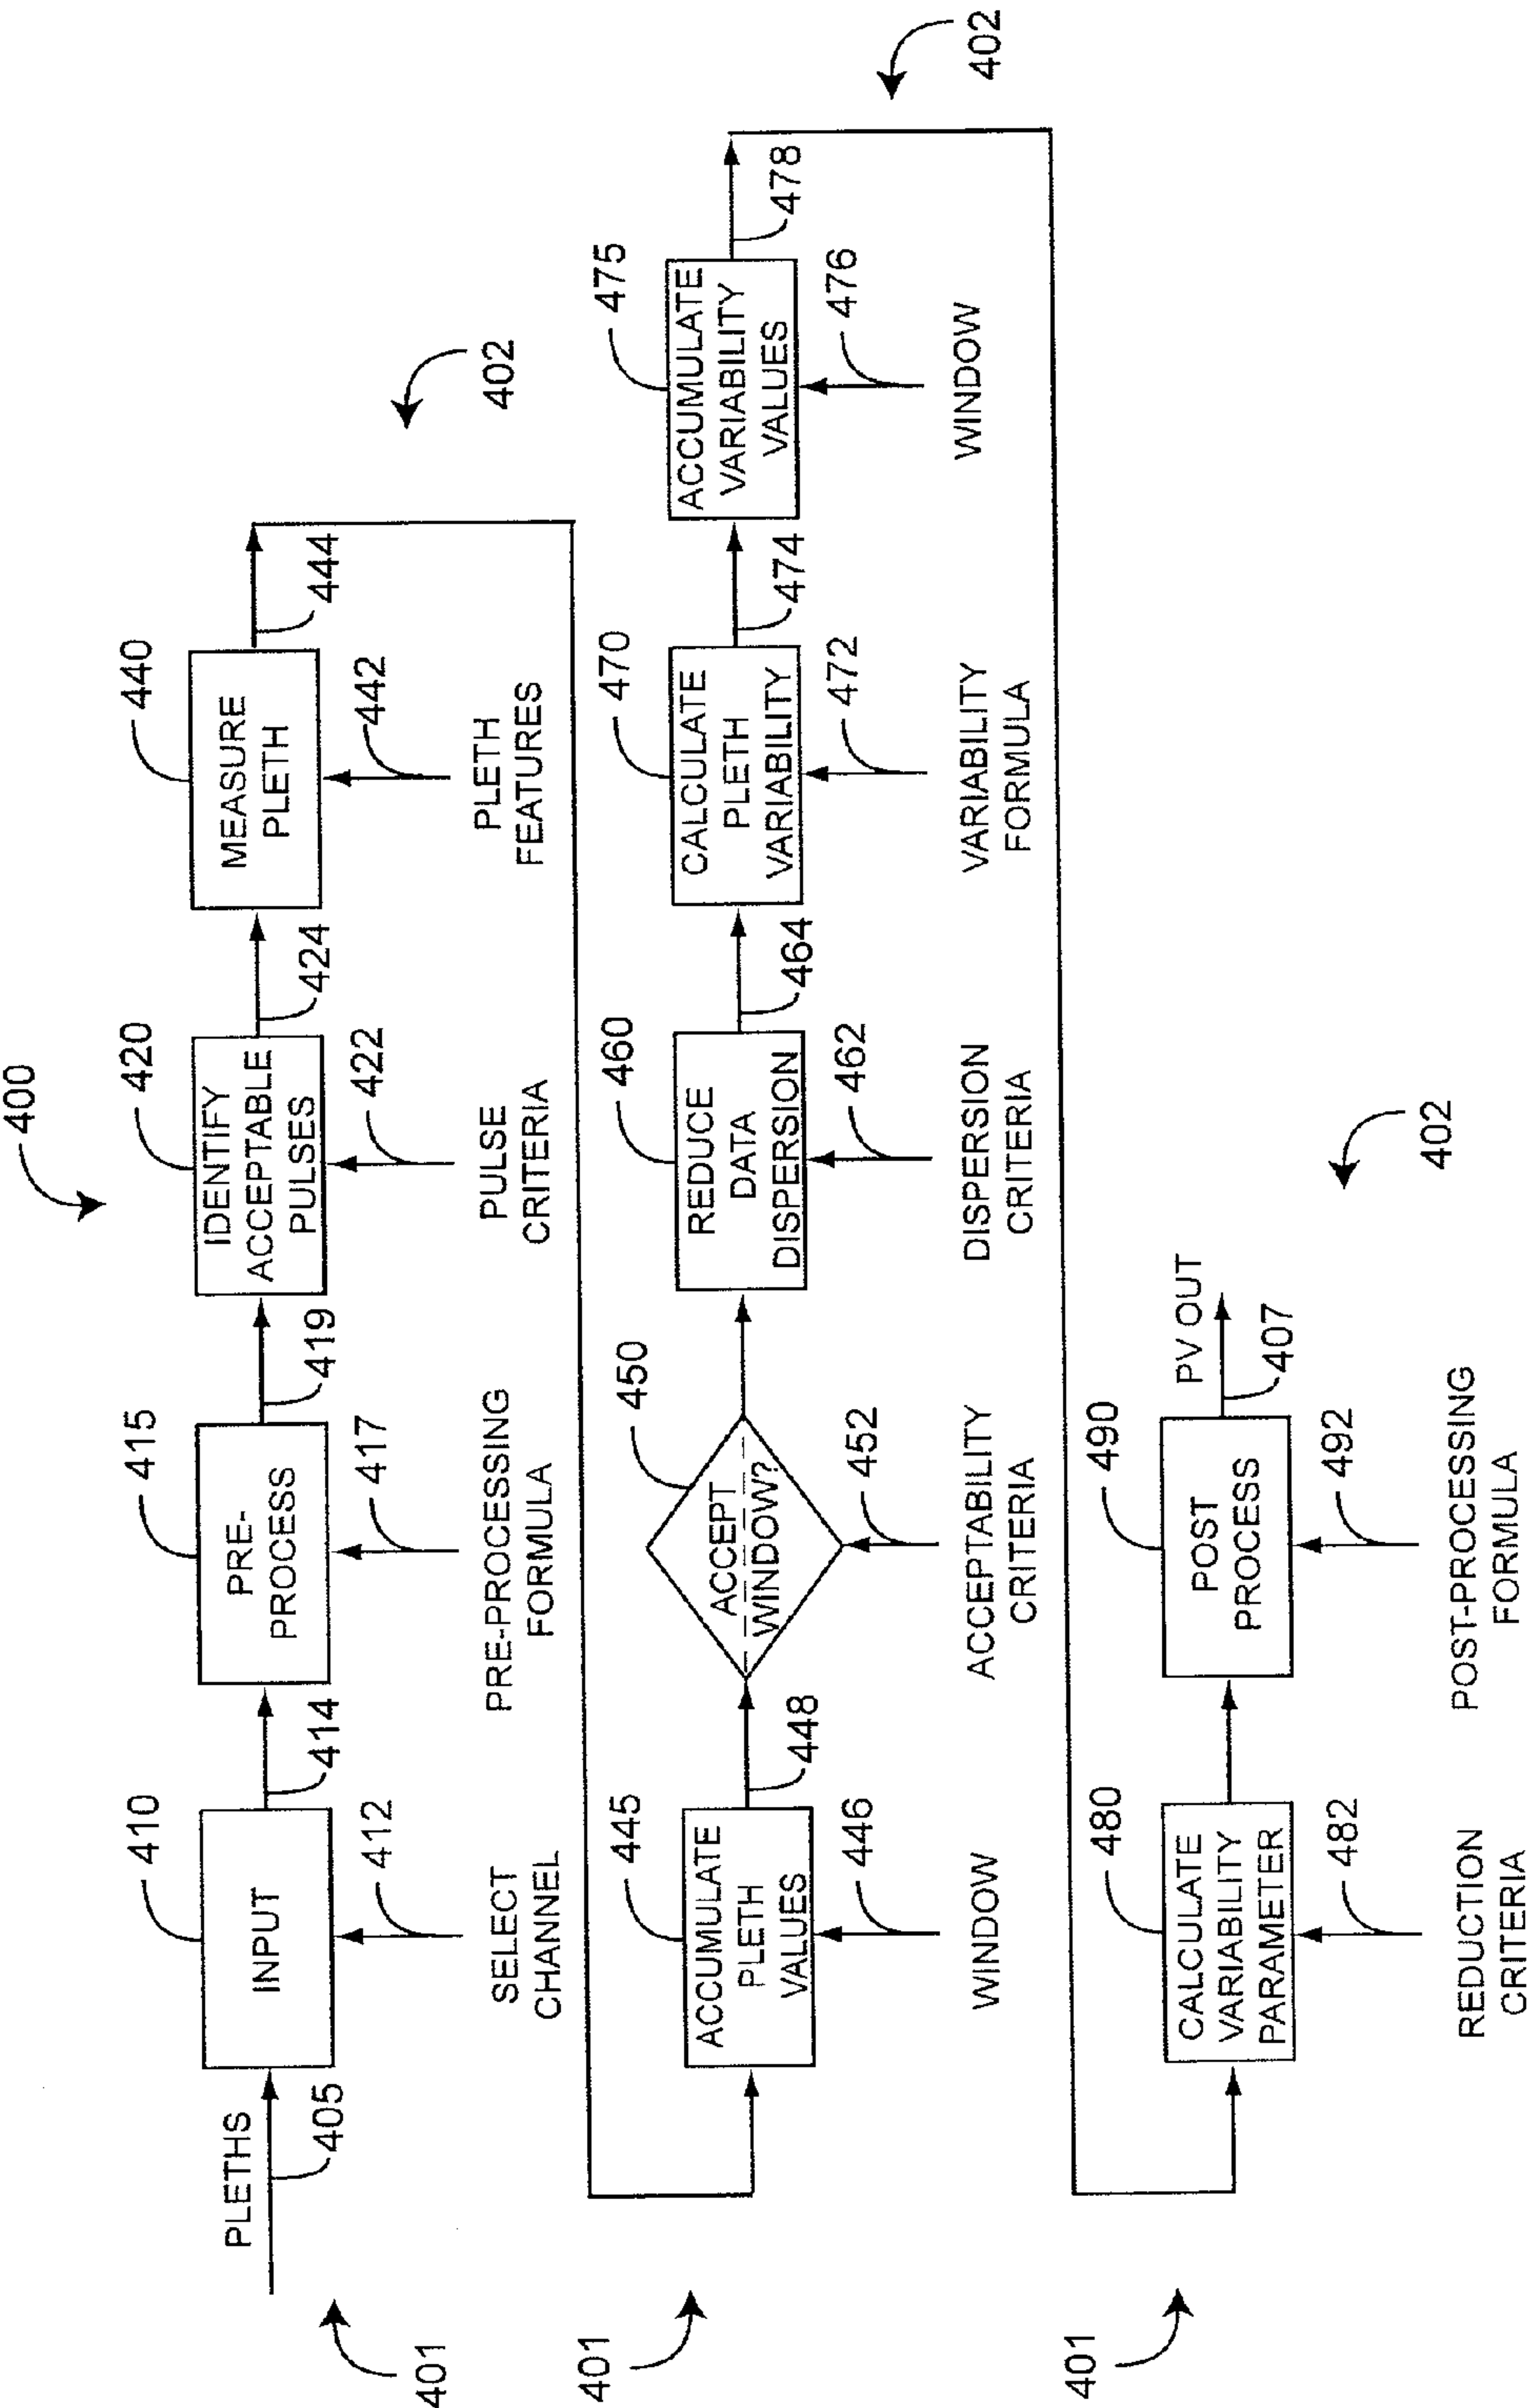 400
410
415
420
440
PLETHS
INPUT
PRE-
PROCESS
IDENTIFY
ACCEPTABLE
PULSES
MEASURE
PLETH
405
414
419
424
444
412
417
422
442
401
SELECT
CHANNEL
PRE-PROCESSING
FORMULA
PULSE
CRITERIA
PLETH
FEATURES
402
445
450
460
470
475
ACCUMULATE
PLETH
VALUES
ACCEPT
WINDOW?
REDUCE
DATA
DISPERSION
CALCULATE
PLETH
VARIABILITY
ACCUMULATE
VARIABILITY
VALUES
448
464
474
478
446
452
462
472
476
401
WINDOW
ACCEPTABILITY
CRITERIA
DISPERSION
CRITERIA
VARIABILITY
FORMULA
WINDOW
402
480
490
PV OUT
CALCULATE
VARIABILITY
PARAMETER
POST
PROCESS
407
482
492
401
REDUCTION
CRITERIA
POST-PROCESSING
FORMULA
402